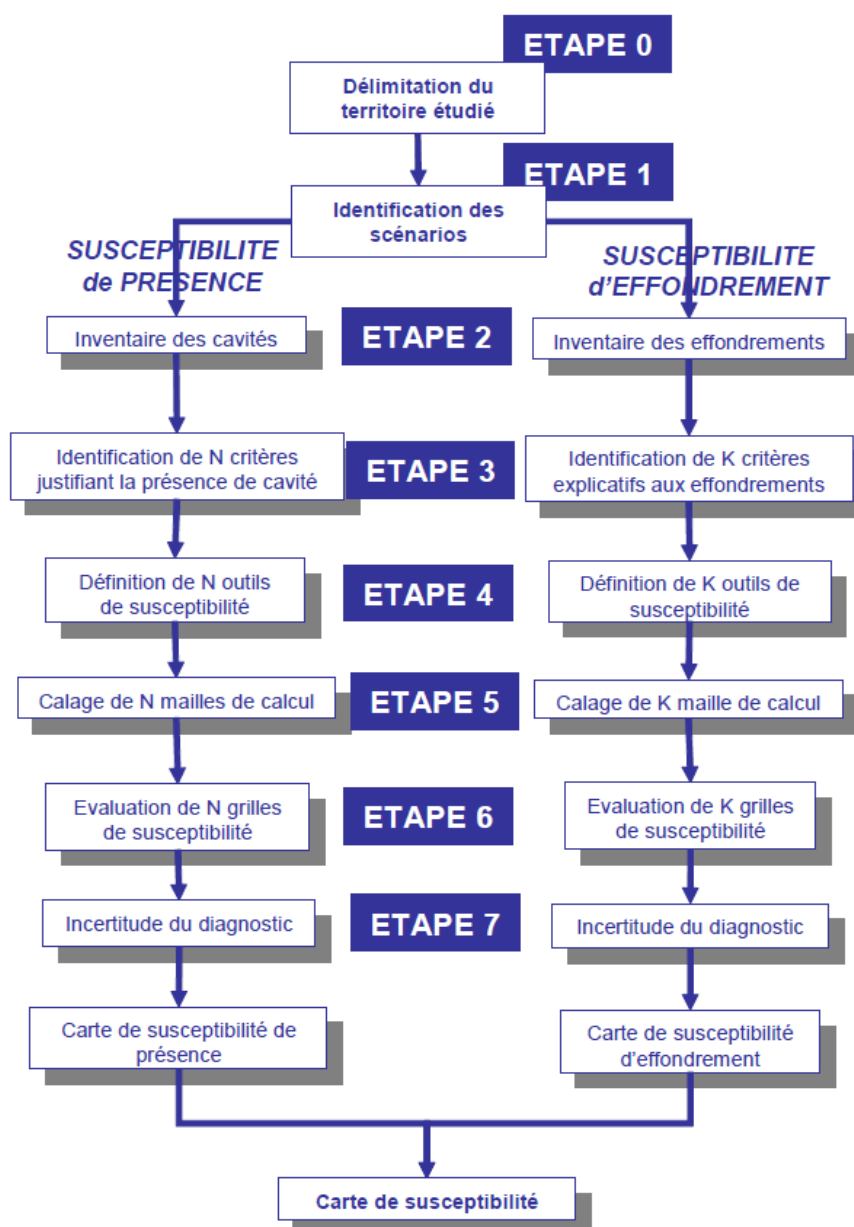 ETAPE 0
Délimitation du
territoire étudié
ETAPE 1
Identification des
scénarios
SUSCEPTIBILITE
de PRESENCE
SUSCEPTIBILITE
d'EFFONDREMENT
Inventaire des cavités
ETAPE 2
Inventaire des effondrements
Identification de N critères
justifiant la présence de cavité
ETAPE 3
Identification de K critères
explicatifs aux effondrements
Définition de N outils
de susceptibilité
ETAPE 4
Définition de K outils de
susceptibilité
Calage de N mailles de calcul
ETAPE 5
Calage de K maille de calcul
Evaluation de N grilles
de susceptibilité
ETAPE 6
Evaluation de K grilles
de susceptibilité
Incertitude du diagnostic
ETAPE 7
Incertitude du diagnostic
Carte de susceptibilité de
présence
Carte de susceptibilité
d'effondrement
Carte de susceptibilité